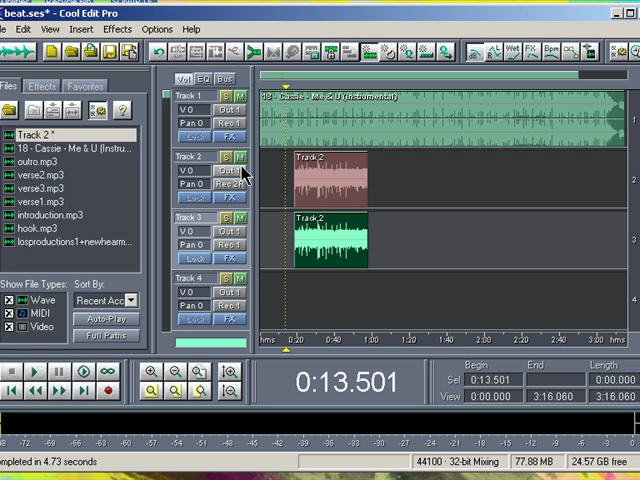 beat.ses* - Cool Edit Pro
Edit View Insert Effects Options Help
Files Effects Favorites
Vol EQ Bus
Track 2 *
18 - Cassie - Me & U (Instru...
outro.mp3
verse2.mp3
verse3.mp3
verse1.mp3
introduction.mp3
hook.mp3
losproductions1+newhearm...
Show File Types: Sort By:
Wave
MIDI
Video
Recent Acc
Auto-Play
Full Paths
Track 1 S M
V 0 Out 1
Pan 0 Rec 1
Lock FX
Track 2 S M
V 0 Out 1
Pan 0 Rec 2R
Lock FX
Track 3 S M
V 0 Out 1
Pan 0 Rec 1
Lock FX
Track 4 S M
V 0 Out 1
Pan 0 Rec 1
Lock FX
18 - Cassie - Me & U (Instrumental)
Track 2
Track 2
1
2
3
4
hms 0:20 0:40 1:00 1:20 1:40 2:00 2:20 2:40 3:00 hms
0:13.501
Begin End Length
Sel 0:13.501 0:00.000
View 0:00.000 3:16.060 3:16.060
-72 -69 -66 -63 -60 -57 -54 -51 -48 -45 -42 -39 -36 -33 -30 -27 -24 -21 -18 -15 -12 -9 -6 -3 0
ompleted in 4.73 seconds
44100 · 32-bit Mixing 77.88 MB 24.57 GB free